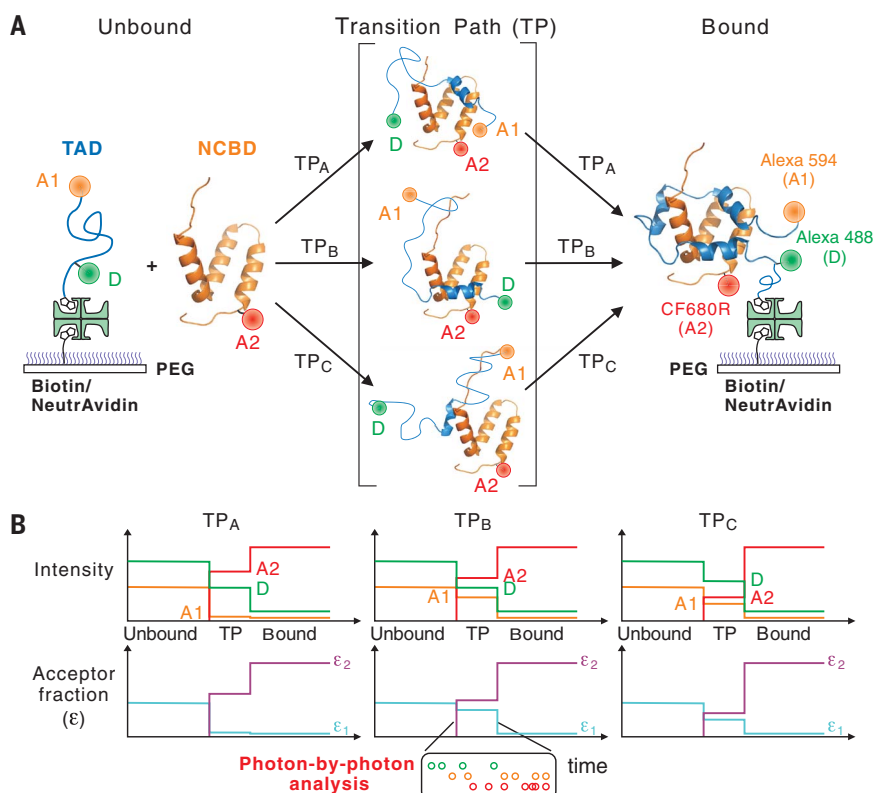 A
Unbound
Transition Path (TP)
Bound
TAD
NCBD
A1
D
+
A2
TPA
TPB
TPC
D
A1
A2
A1
D
A2
A1
D
A2
TPA
TPB
TPC
Alexa 594
(A1)
Alexa 488
(D)
CF680R
(A2)
PEG
Biotin/
NeutrAvidin
PEG
Biotin/
NeutrAvidin
B
TPA
TPB
TPC
Intensity
A2
D
A1
A2
D
A1
D
A2
A1
Unbound TP Bound
Unbound TP Bound
Unbound TP Bound
Acceptor
fraction
(ε)
ε2
ε1
ε2
ε1
ε2
ε1
Photon-by-photon
analysis
time